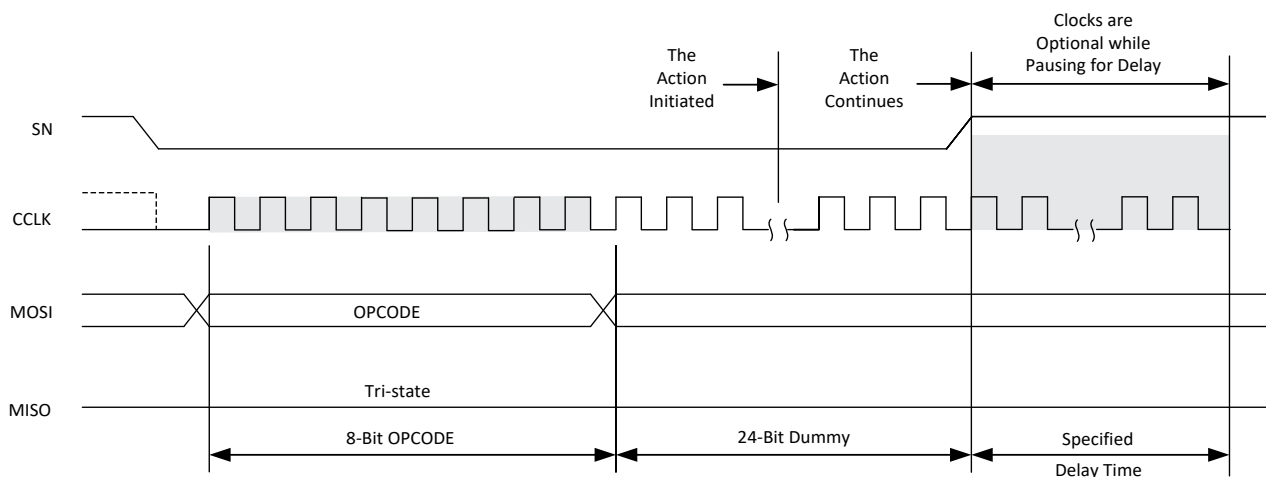 Clocks are
Optional while
Pausing for Delay
The
Action
Initiated
The
Action
Continues
SN
CCLK
MOSI
OPCODE
Tri-state
MISO
8-Bit OPCODE
24-Bit Dummy
Specified
Delay Time